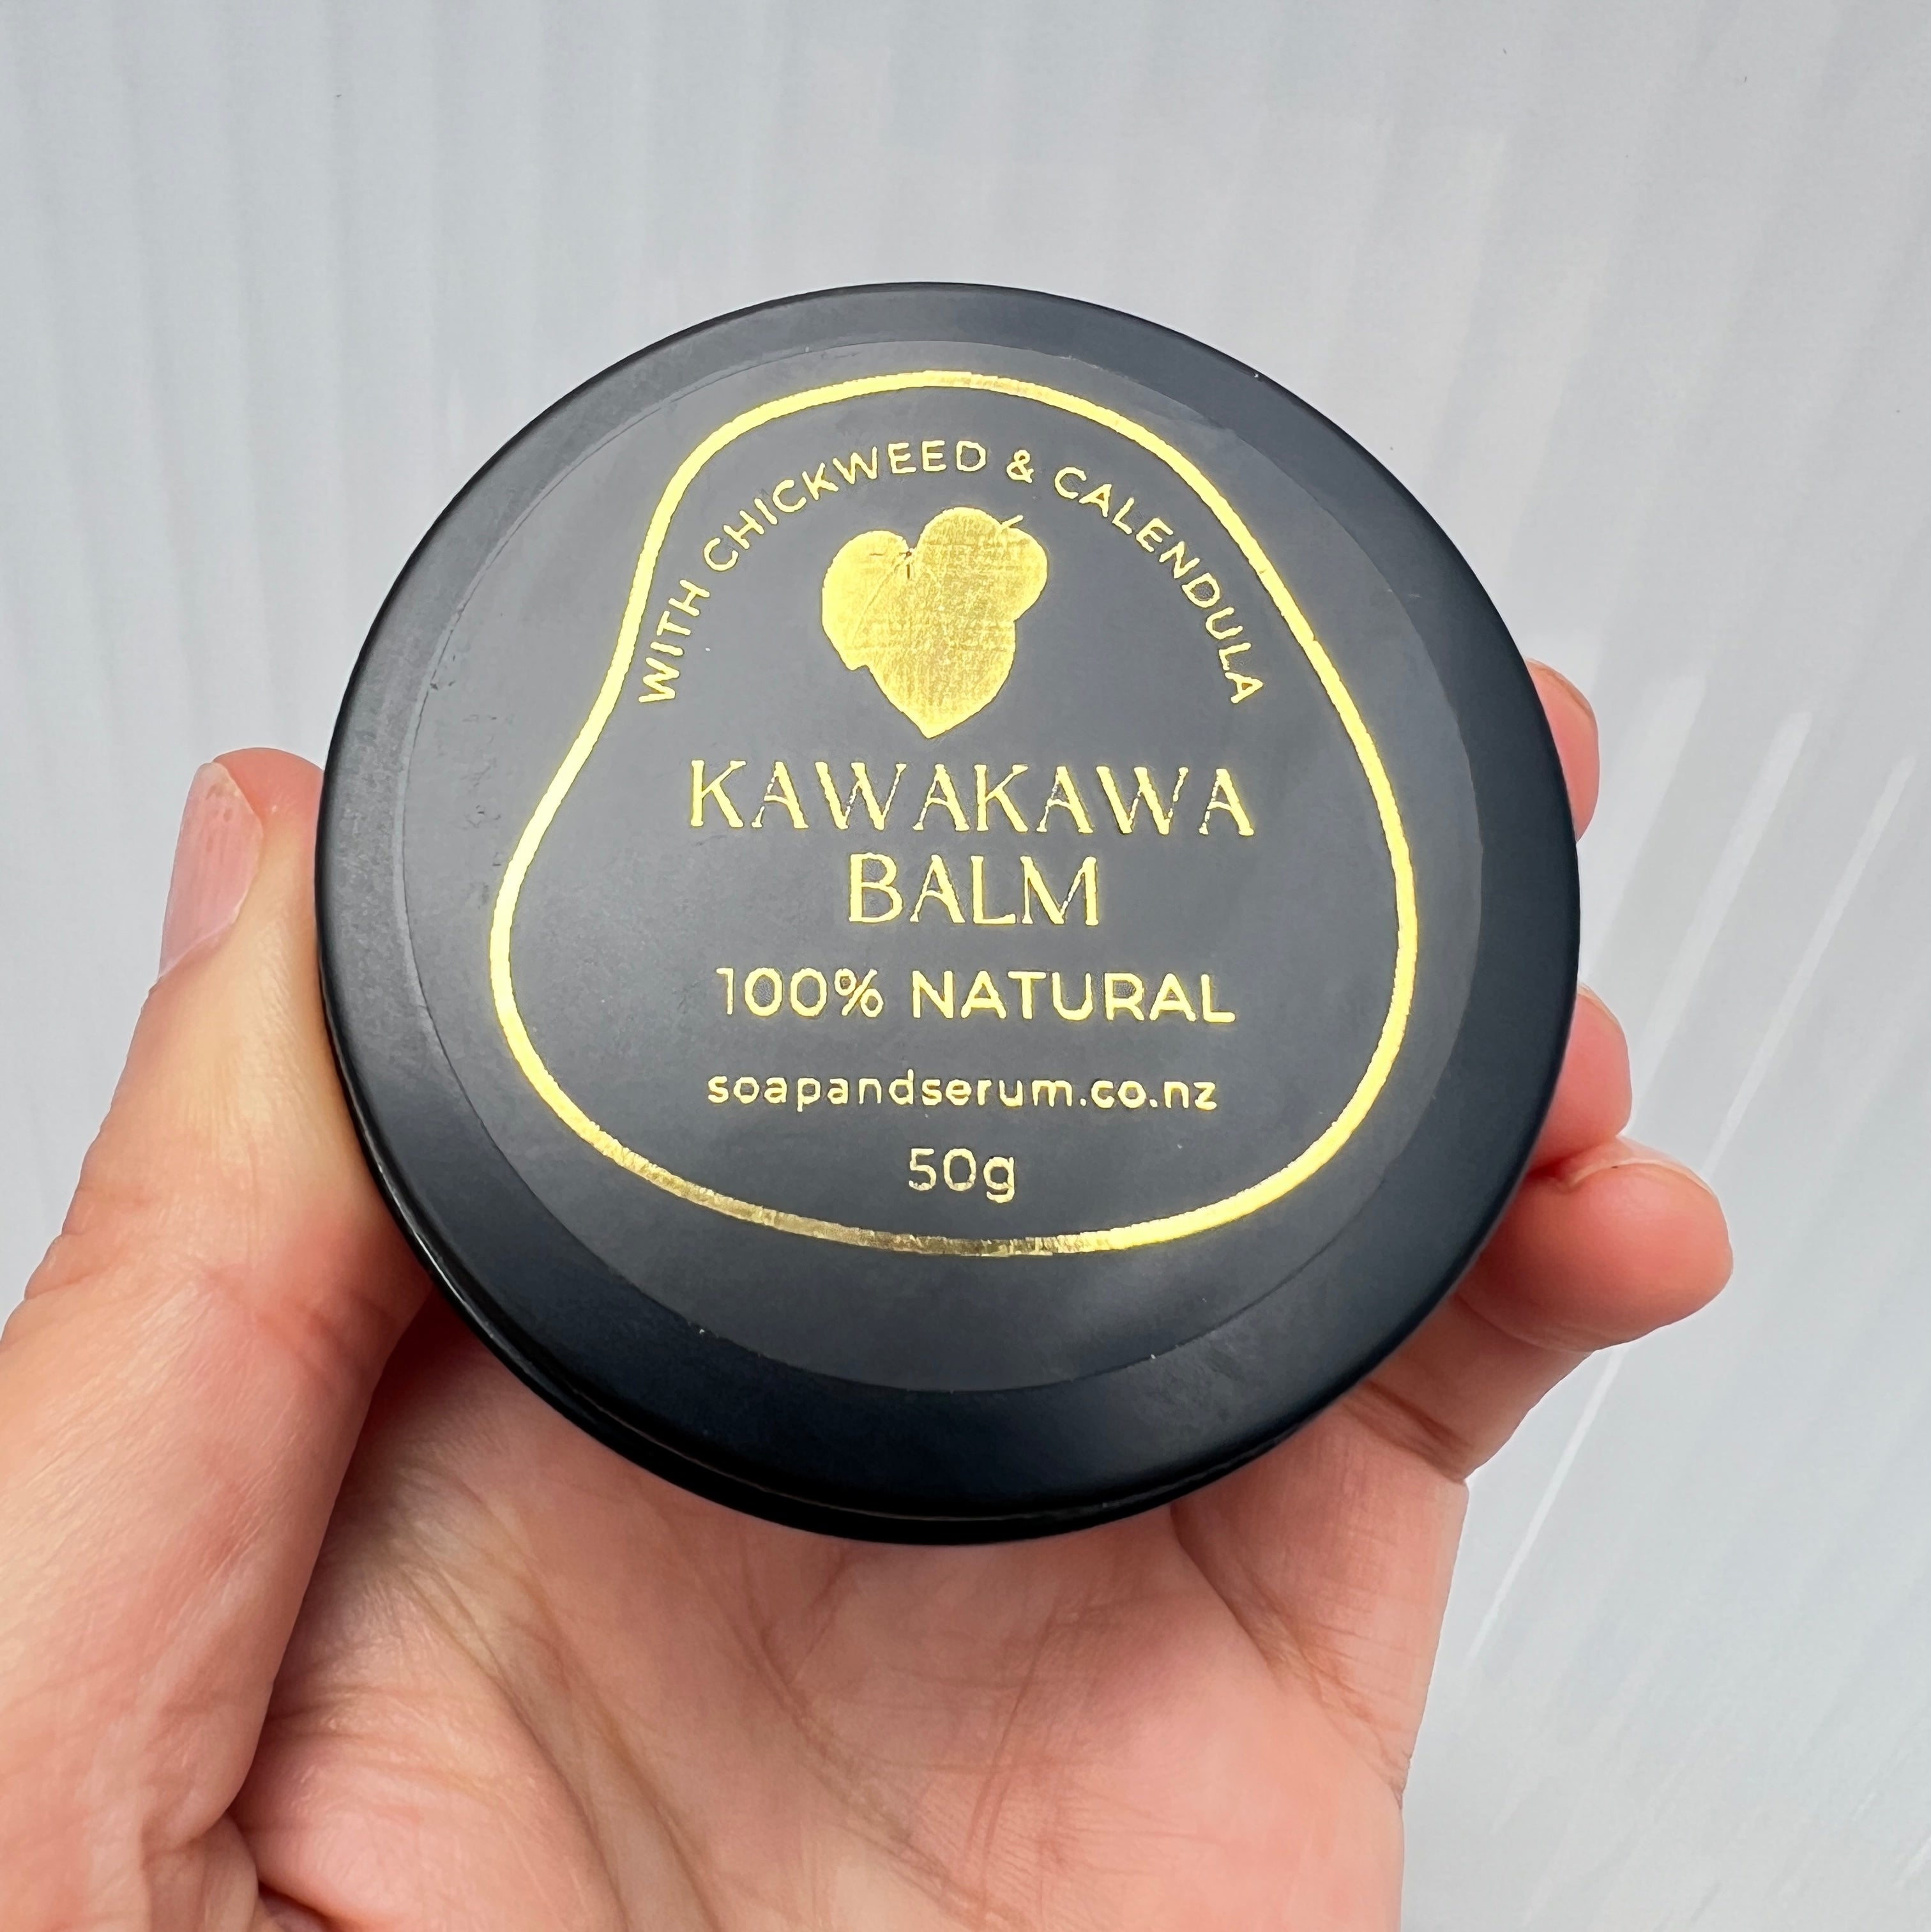 WITH CHICKWEED & CALENDULA
KAWAKAWA
BALM
100% NATURAL
soapandserum.co.nz
50g